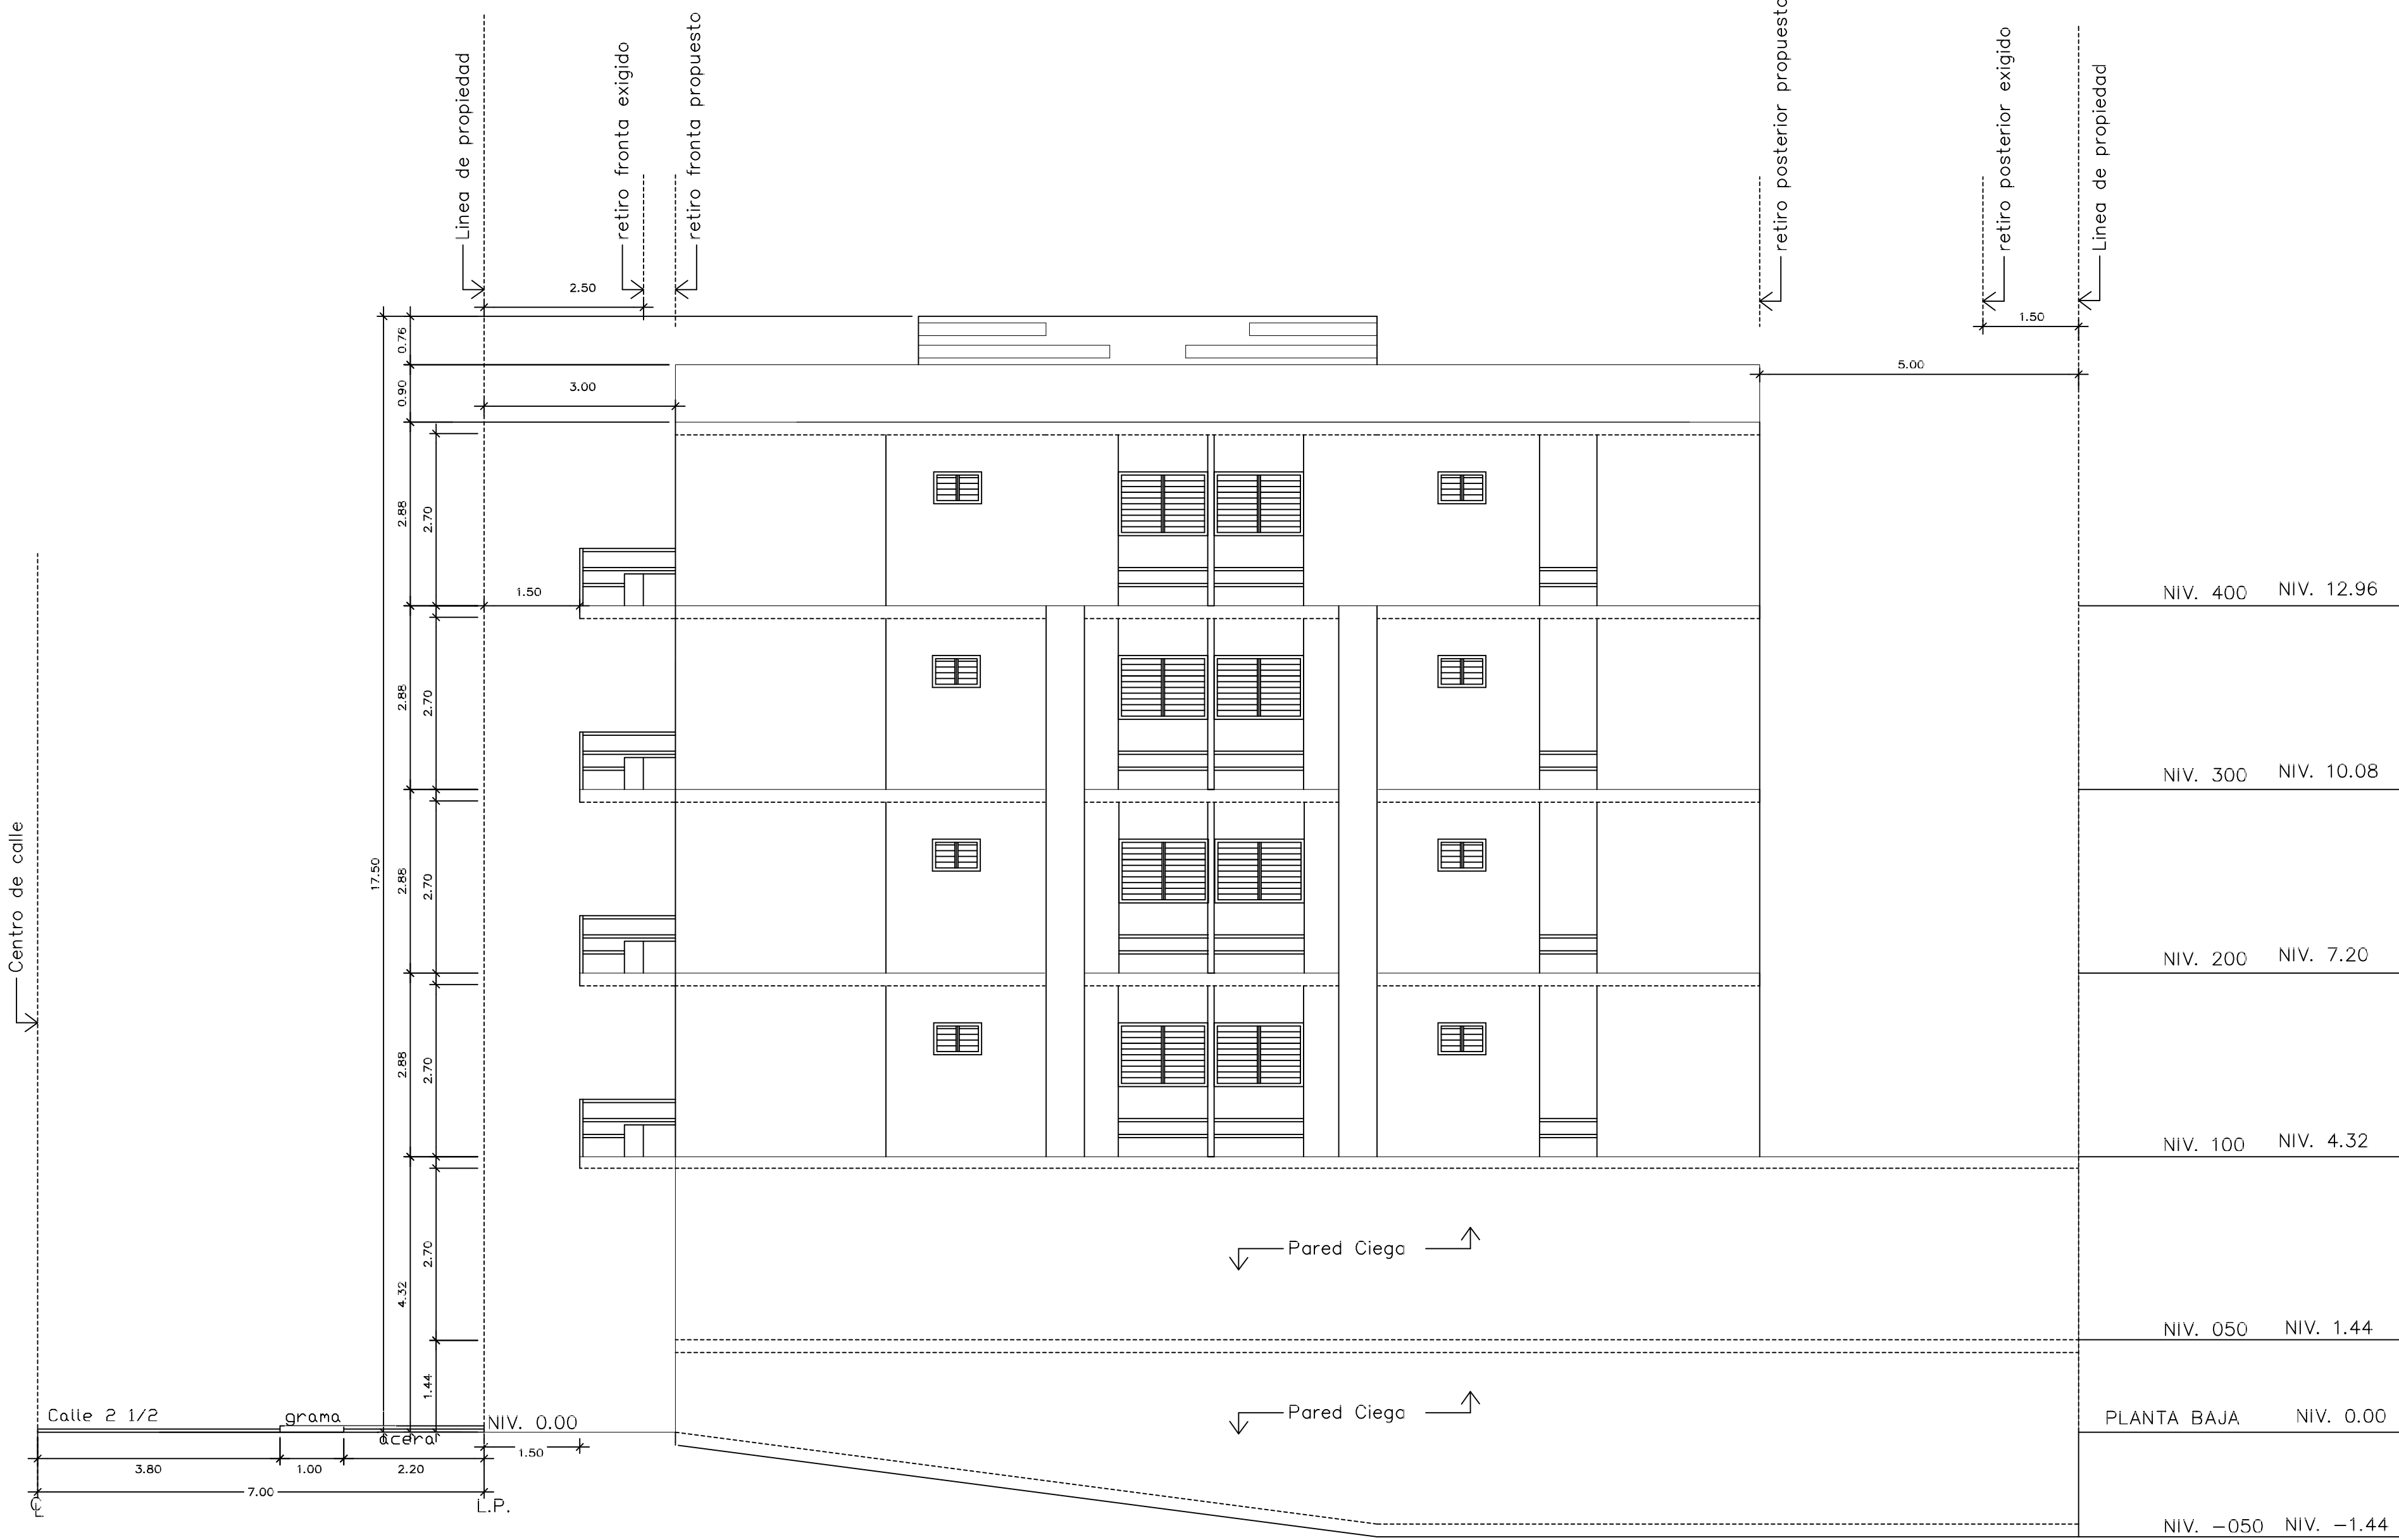 Linea de propiedad
retiro fronta exigido
retiro fronta propuesto
retiro posterior propuesto
retiro posterior exigido
Linea de propiedad
2.50
1.50
0.76
5.00
3.00
0.90
2.88
2.70
1.50
NIV. 400 NIV. 12.96
2.88
2.70
NIV. 300 NIV. 10.08
Centro de calle
17.50
2.88
2.70
NIV. 200 NIV. 7.20
2.88
2.70
NIV. 100 NIV. 4.32
2.70
Pared Ciega
4.32
NIV. 050 NIV. 1.44
1.44
Pared Ciega
Calle 2 1/2
grama
acera
NIV. 0.00
PLANTA BAJA NIV. 0.00
1.50
3.80
1.00
2.20
7.00
℄
L.P.
NIV. -050 NIV. -1.44